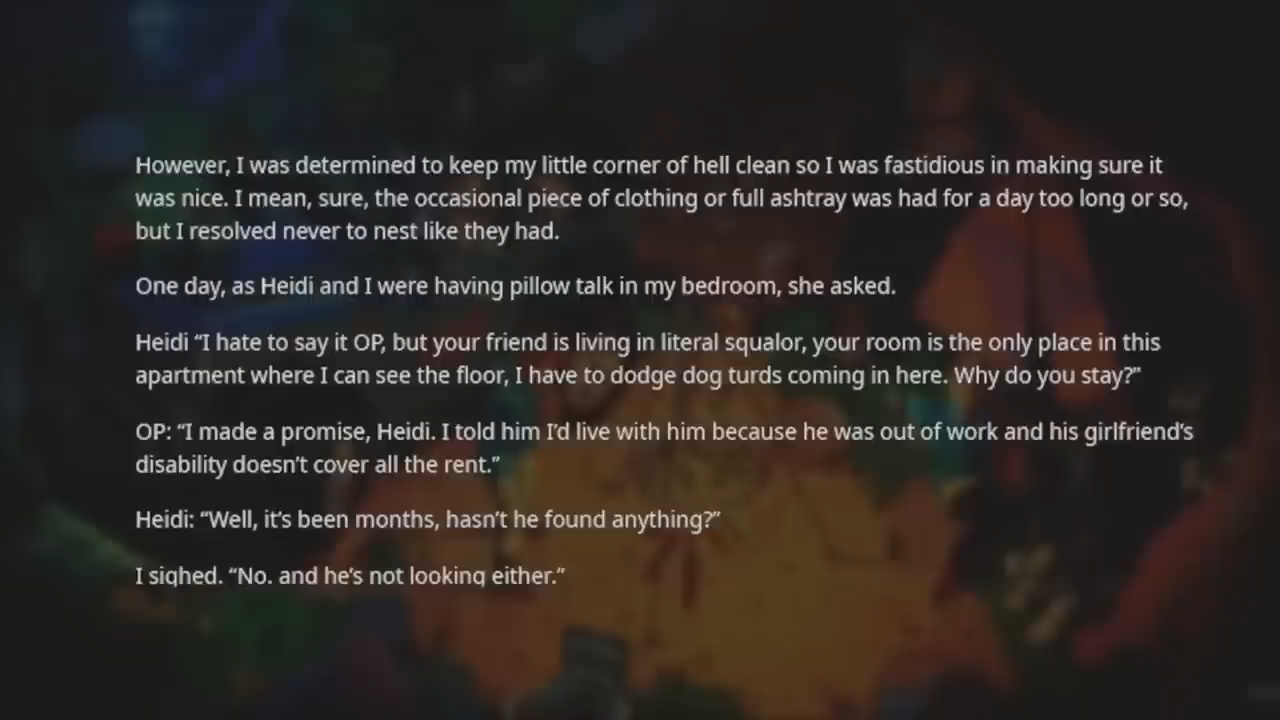 However, I was determined to keep my little corner of hell clean so I was fastidious in making sure it
was nice. I mean, sure, the occasional piece of clothing or full ashtray was had for a day too long or so,
but I resolved never to nest like they had.
One day, as Heidi and I were having pillow talk in my bedroom, she asked.
Heidi “I hate to say it OP, but your friend is living in literal squalor, your room is the only place in this
apartment where I can see the floor, I have to dodge dog turds coming in here. Why do you stay?”
OP: “I made a promise, Heidi. I told him I’d live with him because he was out of work and his girlfriend’s
disability doesn’t cover all the rent.”
Heidi: “Well, it’s been months, hasn’t he found anything?”
I sighed. “No. and he’s not looking either.”